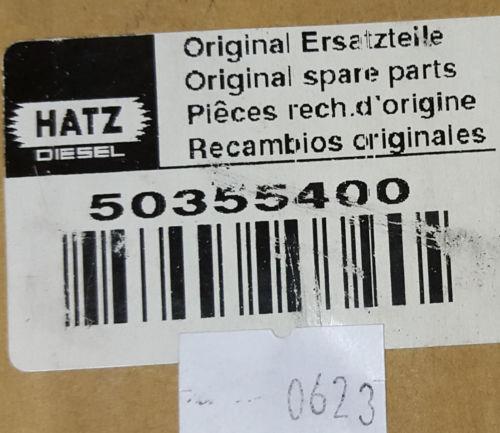 Original Ersatzteile
Original spare parts
Pièces rech.d'origine
Recambios originales
HATZ
DIESEL
50355400
0623